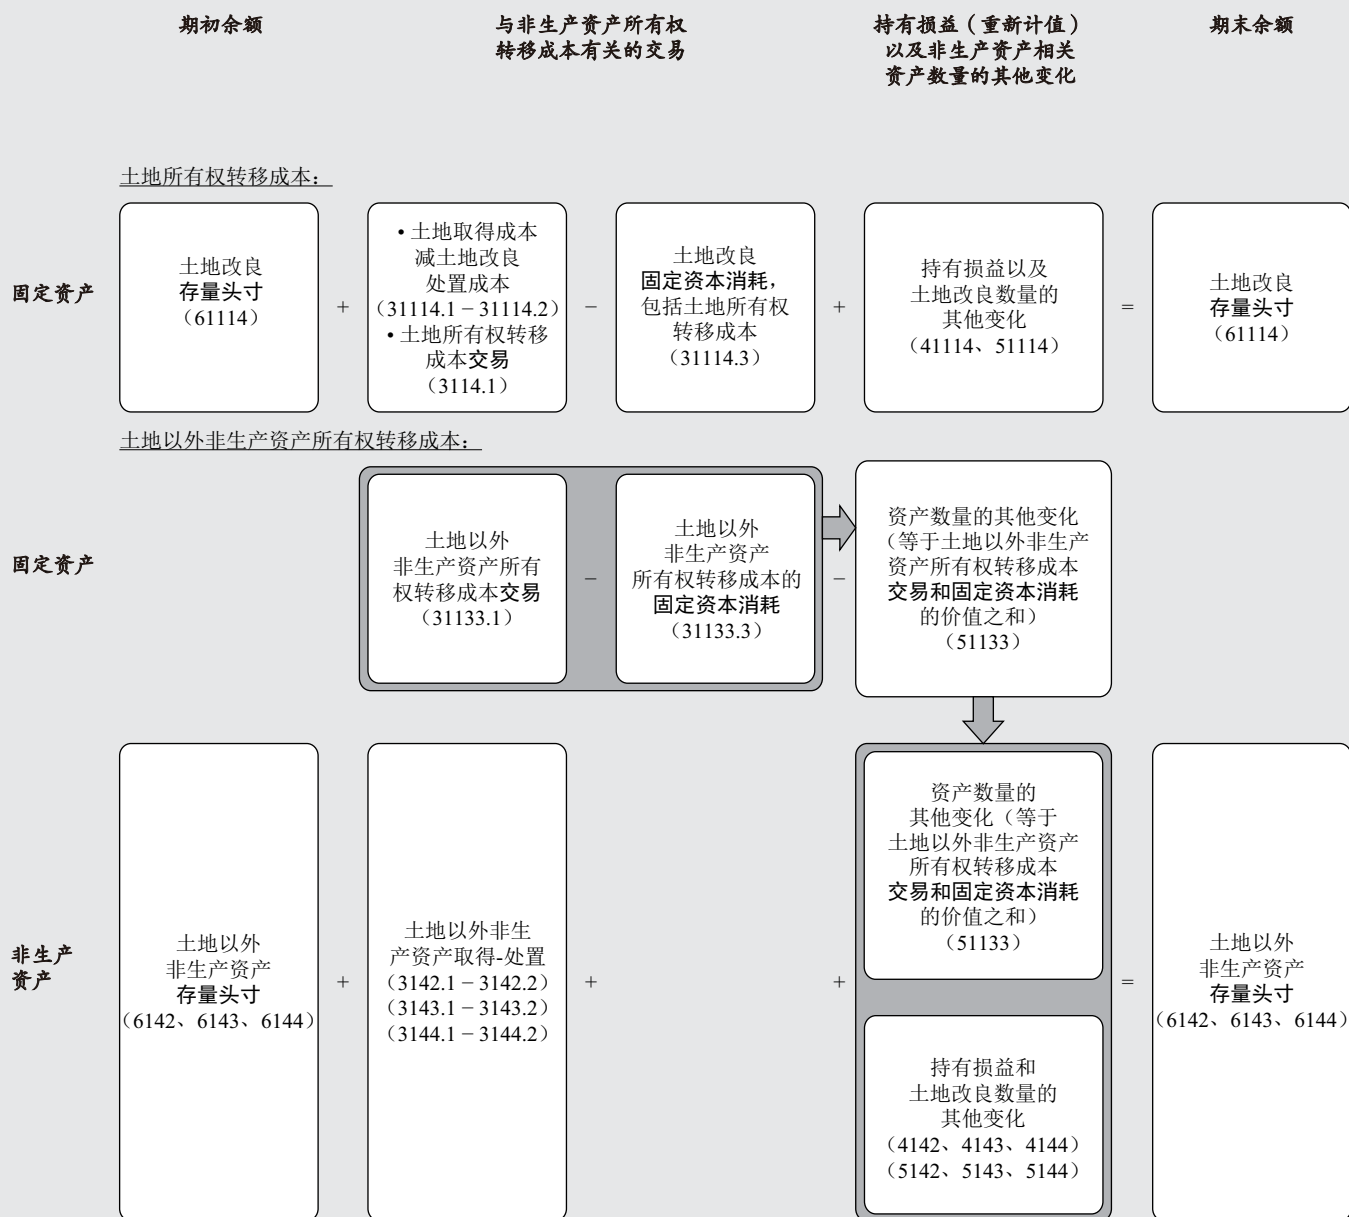 期初余额
与非生产资产所有权
转移成本有关的交易
持有损益（重新计值）
以及非生产资产相关
资产数量的其他变化
期末余额
土地所有权转移成本：
固定资产
土地改良
存量头寸
（61114）
+
• 土地取得成本
减土地改良
处置成本
（31114.1－31114.2）
• 土地所有权转移
成本交易
（3114.1）
－
土地改良
固定资本消耗，
包括土地所有权
转移成本
（31114.3）
+
持有损益以及
土地改良数量的
其他变化
（41114、51114）
=
土地改良
存量头寸
（61114）
土地以外非生产资产所有权转移成本：
固定资产
土地以外
非生产资产所有
权转移成本交易
（31133.1）
－
土地以外
非生产资产
所有权转移成本的
固定资本消耗
（31133.3）
－
资产数量的其他变化
（等于土地以外非生产
资产所有权转移成本
交易和固定资本消耗
的价值之和）
（51133）
非生产
资产
土地以外
非生产资产
存量头寸
（6142、6143、6144）
+
土地以外非生
产资产取得-处置
（3142.1－3142.2）
（3143.1－3143.2）
（3144.1－3144.2）
+
+
资产数量的
其他变化（等于
土地以外非生产资产
所有权转移成本
交易和固定资本消耗
的价值之和）
（51133）
持有损益和
土地改良数量的
其他变化
（4142、4143、4144）
（5142、5143、5144）
=
土地以外
非生产资产
存量头寸
（6142、6143、6144）